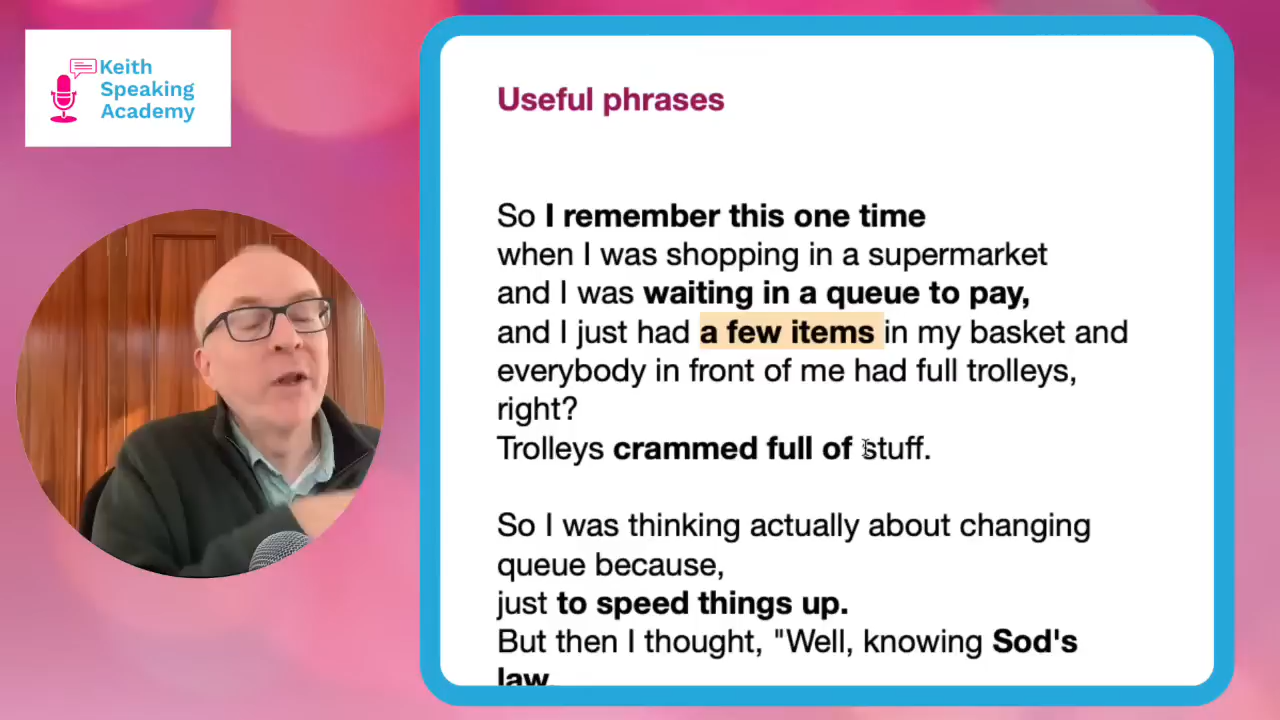 Keith
Speaking
Academy
Useful phrases
So I remember this one time
when I was shopping in a supermarket
and I was waiting in a queue to pay,
and I just had a few items in my basket and
everybody in front of me had full trolleys,
right?
Trolleys crammed full of stuff.
So I was thinking actually about changing
queue because,
just to speed things up.
But then I thought, "Well, knowing Sod's
law,